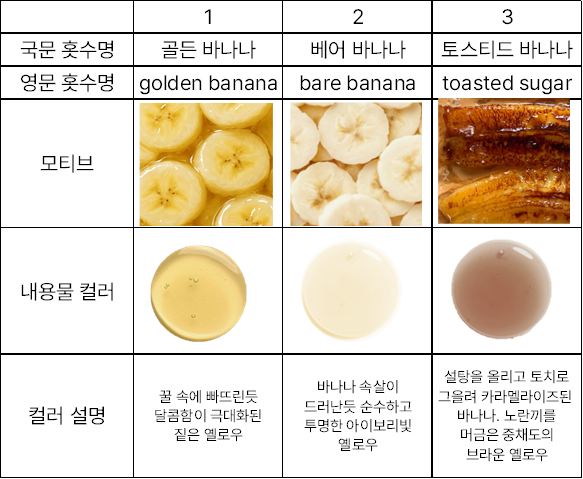 1 2 3
국문 홋수명 골든 바나나 베어 바나나 토스티드 바나나
영문 홋수명 golden banana bare banana toasted sugar
모티브
내용물 컬러
컬러 설명
꿀 속에 빠뜨린듯
달콤함이 극대화된
짙은 옐로우
바나나 속살이
드러난듯 순수하고
투명한 아이보리빛
옐로우
설탕을 올리고 토치로
그을려 카라멜라이즈된
바나나. 노란끼를
머금은 중채도의
브라운 옐로우